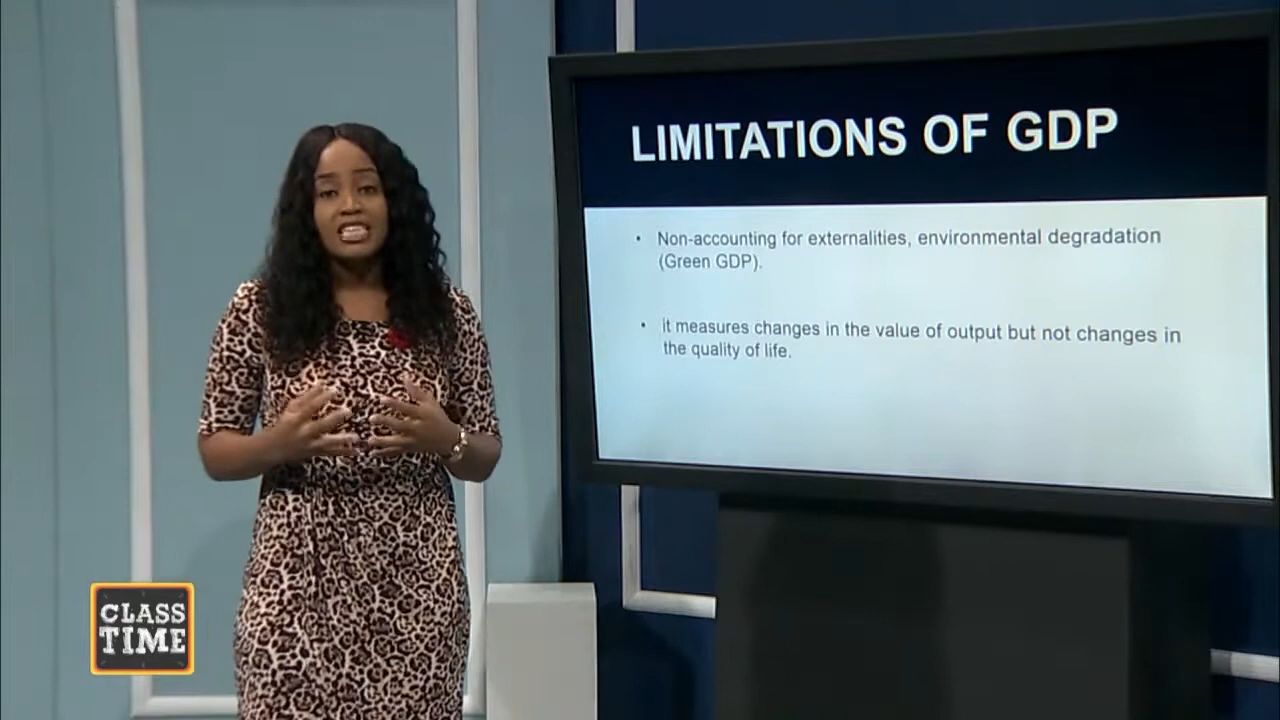 LIMITATIONS OF GDP
• Non-accounting for externalities, environmental degradation
(Green GDP).
• it measures changes in the value of output but not changes in
the quality of life.
CLASS
TIME